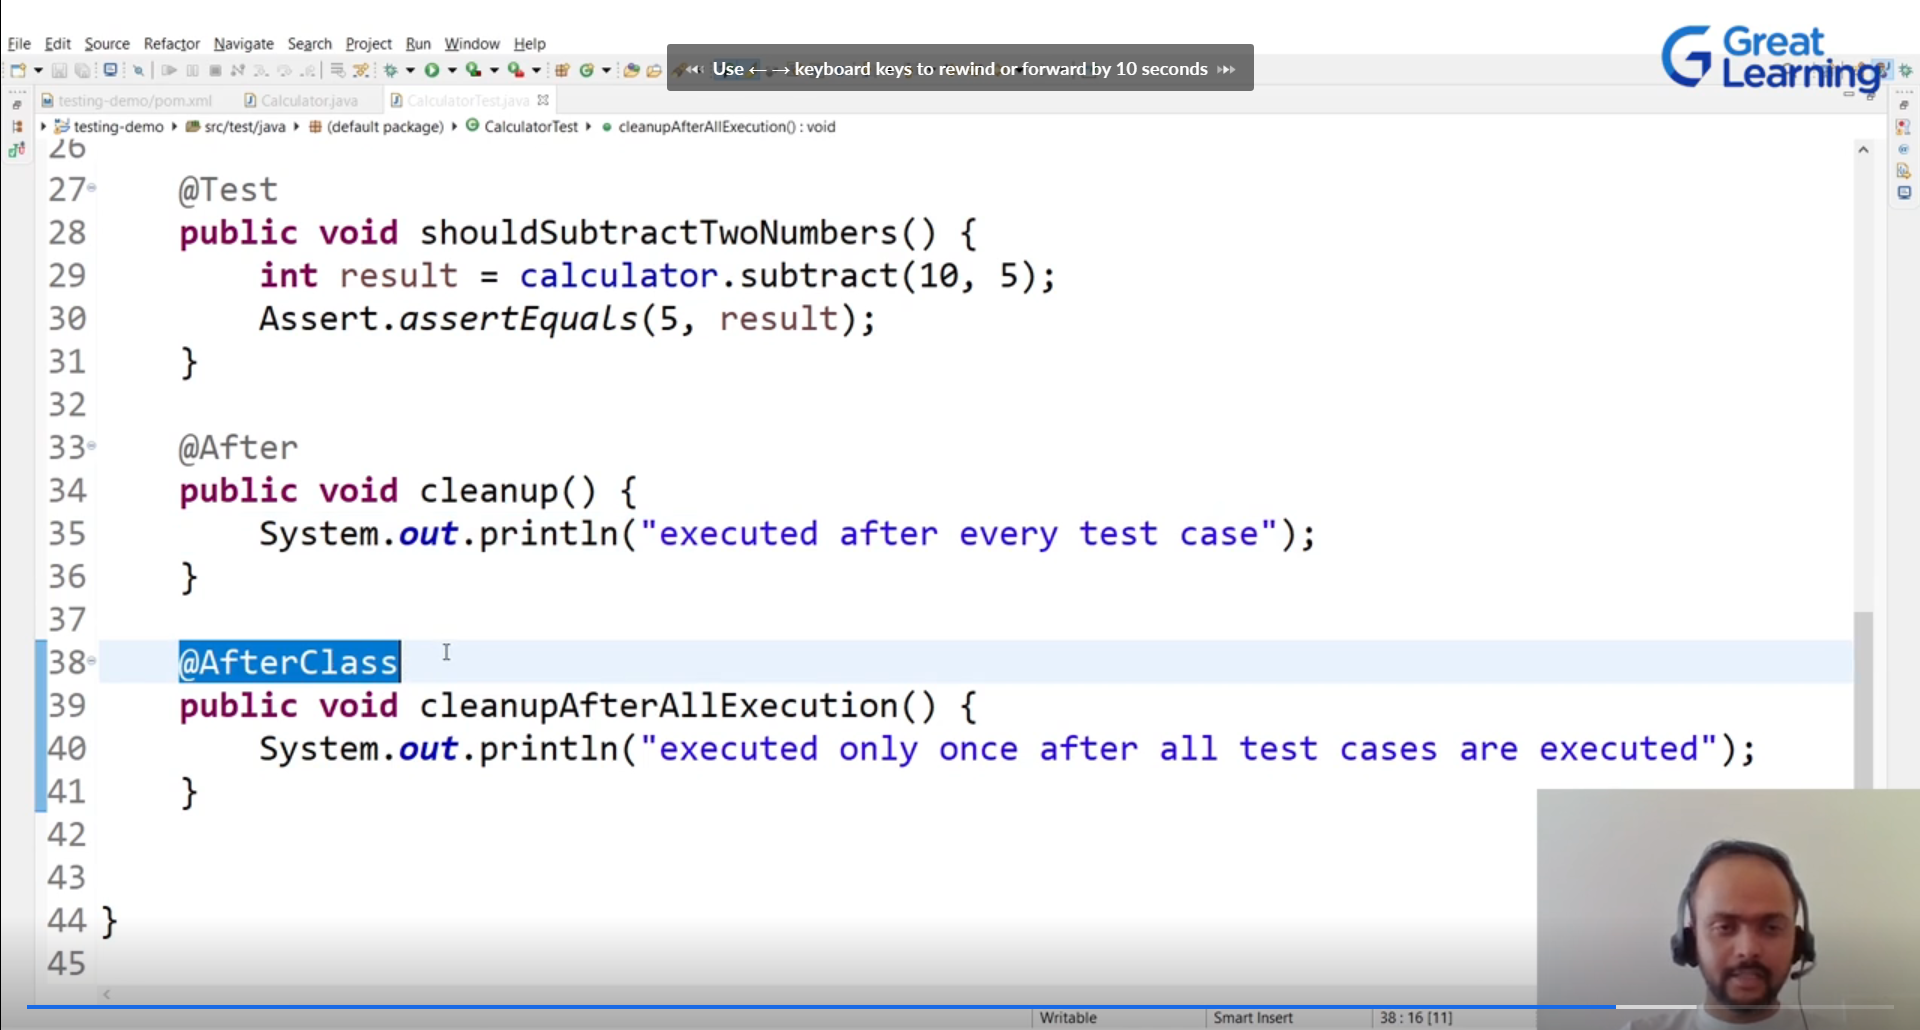 Great Learning
File Edit Source Refactor Navigate Search Project Run Window Help
Use ←→ keyboard keys to rewind or forward by 10 seconds
testing-demo/pom.xml Calculator.java CalculatorTest.java
testing-demo src/test/java (default package) CalculatorTest cleanupAfterAllExecution() : void
26
27 @Test
28 public void shouldSubtractTwoNumbers() {
29 int result = calculator.subtract(10, 5);
30 Assert.assertEquals(5, result);
31 }
32
33 @After
34 public void cleanup() {
35 System.out.println("executed after every test case");
36 }
37
38 @AfterClass
39 public void cleanupAfterAllExecution() {
40 System.out.println("executed only once after all test cases are executed");
41 }
42
43
44 }
45
Writable Smart Insert 38 : 16 [11]